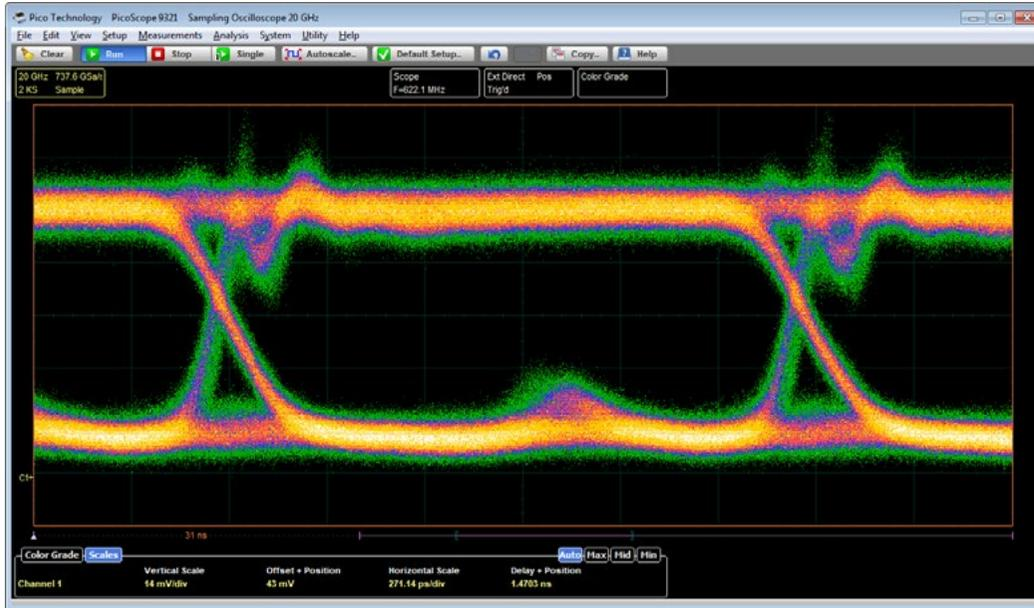 Pico Technology PicoScope 9321 Sampling Oscilloscope 20 GHz
File Edit View Setup Measurements Analysis System Utility Help
Clear Run Stop Single Autoscale.. Default Setup.. Copy.. Help
20 GHz 737.6 GSa/s
2 KS Sample
Scope
F=622.1 MHz
Ext Direct Pos
Trig'd
Color Grade
C1+
31 ns
Color Grade Scales Auto Max Mid Min
Vertical Scale Offset + Position Horizontal Scale Delay + Position
Channel 1 14 mV/div 43 mV 271.14 ps/div 1.4703 ns